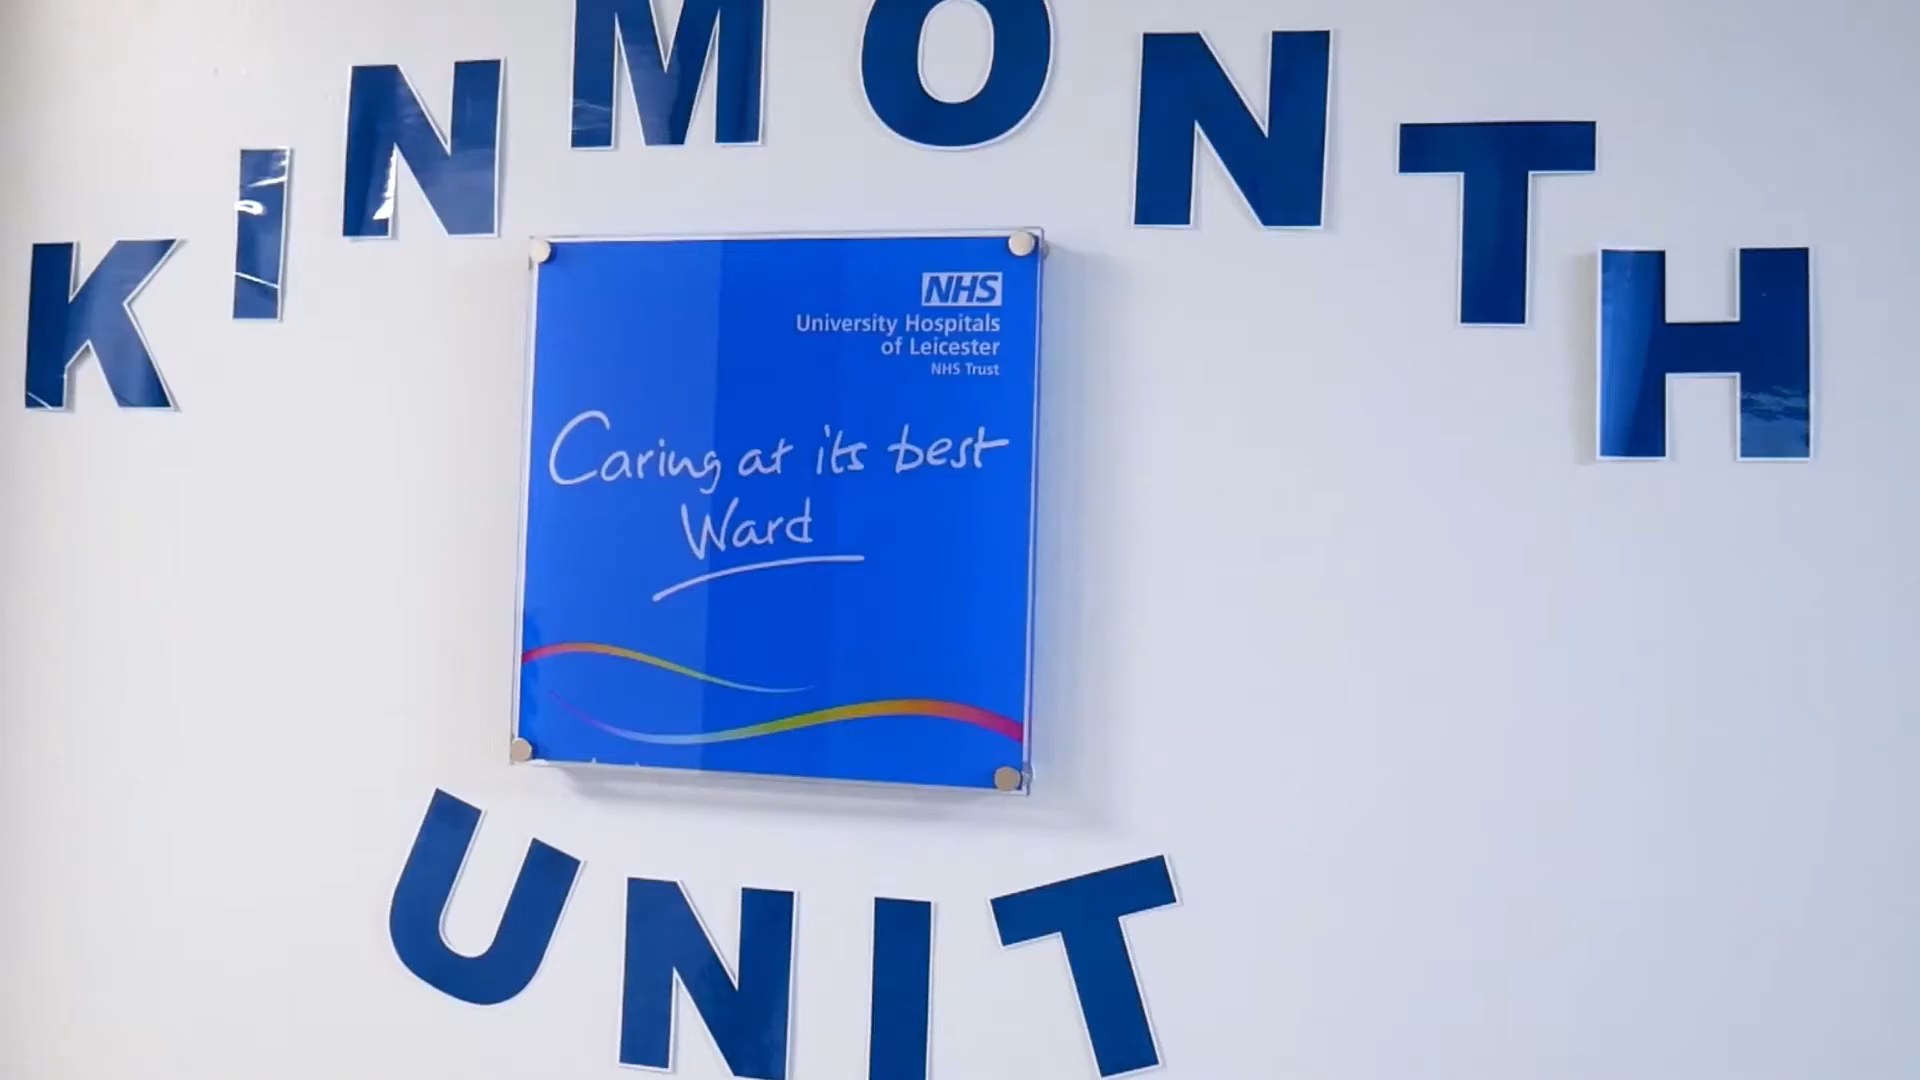 KINMONTH
NHS
University Hospitals
of Leicester
NHS Trust
Caring at its best
Ward
UNIT